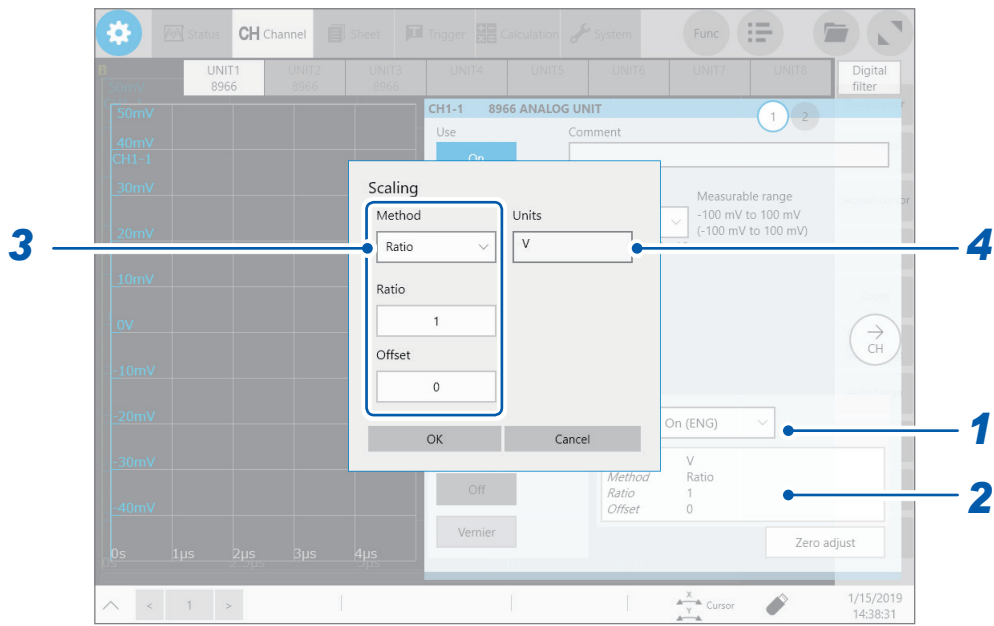 Status
CH Channel
Sheet
Trigger
Calculation
System
Func
UNIT1
8966
UNIT2
8966
UNIT3
8966
UNIT4
UNIT5
UNIT6
UNIT7
UNIT8
Digital
filter
50mV
40mV
CH1-1
30mV
20mV
10mV
0V
-10mV
-20mV
-30mV
-40mV
0s
1µs
2µs
3µs
4µs
CH1-1 8966 ANALOG UNIT
1
2
Use
Comment
On
Measurable range
-100 mV to 100 mV
(-100 mV to 100 mV)
Scaling
Method
Units
3
Ratio
V
4
Ratio
1
Offset
0
OK
Cancel
CH
On (ENG)
1
V
Method Ratio
Ratio 1
Offset 0
2
Off
Vernier
Zero adjust
<
1
>
X
Y
Cursor
1/15/2019
14:38:31